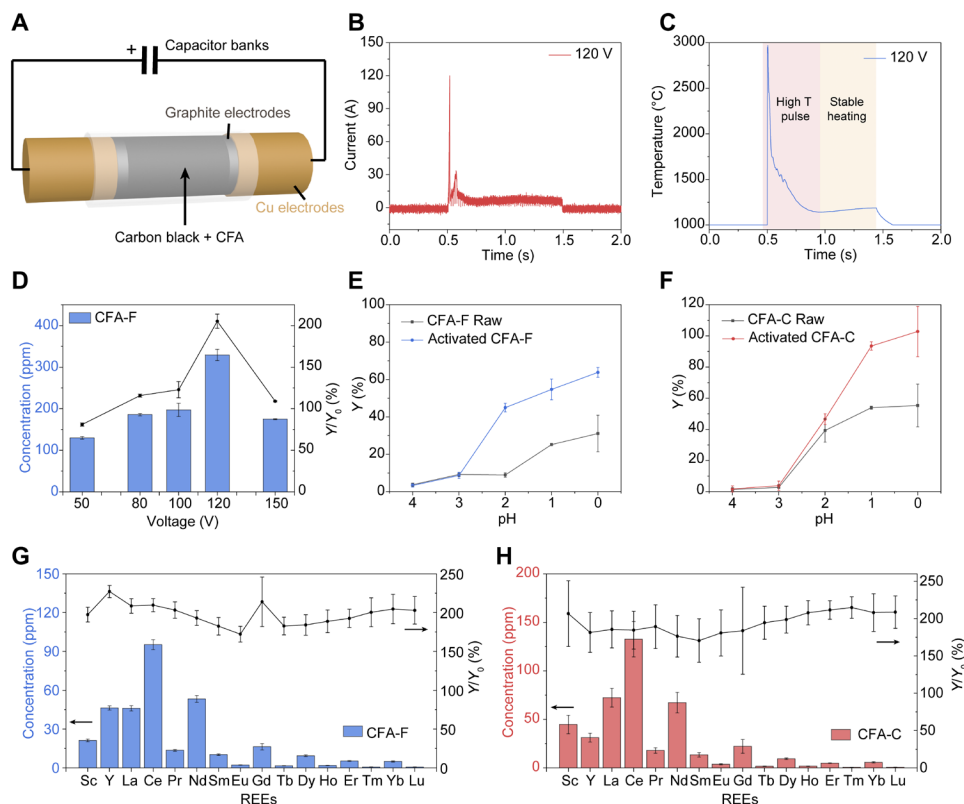 A
+
Capacitor banks
Graphite electrodes
Cu electrodes
Carbon black + CFA
B
120 V
Current (A)
150
120
90
60
30
0
0.0 0.5 1.0 1.5 2.0
Time (s)
C
120 V
High T
pulse
Stable
heating
Temperature (°C)
3000
2500
2000
1500
1000
0.0 0.5 1.0 1.5 2.0
Time (s)
D
CFA-F
Concentration (ppm)
400
300
200
100
0
Y/Y0 (%)
200
150
100
50
0
50 80 100 120 150
Voltage (V)
E
CFA-F Raw
Activated CFA-F
Y (%)
100
80
60
40
20
0
4 3 2 1 0
pH
F
CFA-C Raw
Activated CFA-C
Y (%)
120
100
80
60
40
20
0
4 3 2 1 0
pH
G
Concentration (ppm)
150
120
90
60
30
0
Y/Y0 (%)
250
200
150
100
50
0
CFA-F
Sc Y La Ce Pr Nd Sm Eu Gd Tb Dy Ho Er Tm Yb Lu
REEs
H
Concentration (ppm)
200
150
100
50
0
Y/Y0 (%)
250
200
150
100
50
0
CFA-C
Sc Y La Ce Pr Nd Sm Eu Gd Tb Dy Ho Er Tm Yb Lu
REEs